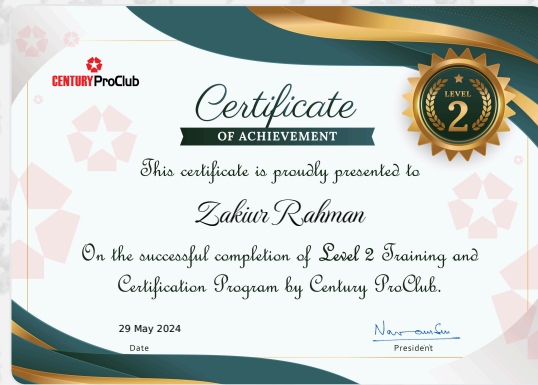 CENTURY ProClub
Certificate
OF ACHIEVEMENT
LEVEL
2
This certificate is proudly presented to
Zakiur Rahman
On the successful completion of Level 2 Training and
Certification Program by Century ProClub.
29 May 2024
Date
President